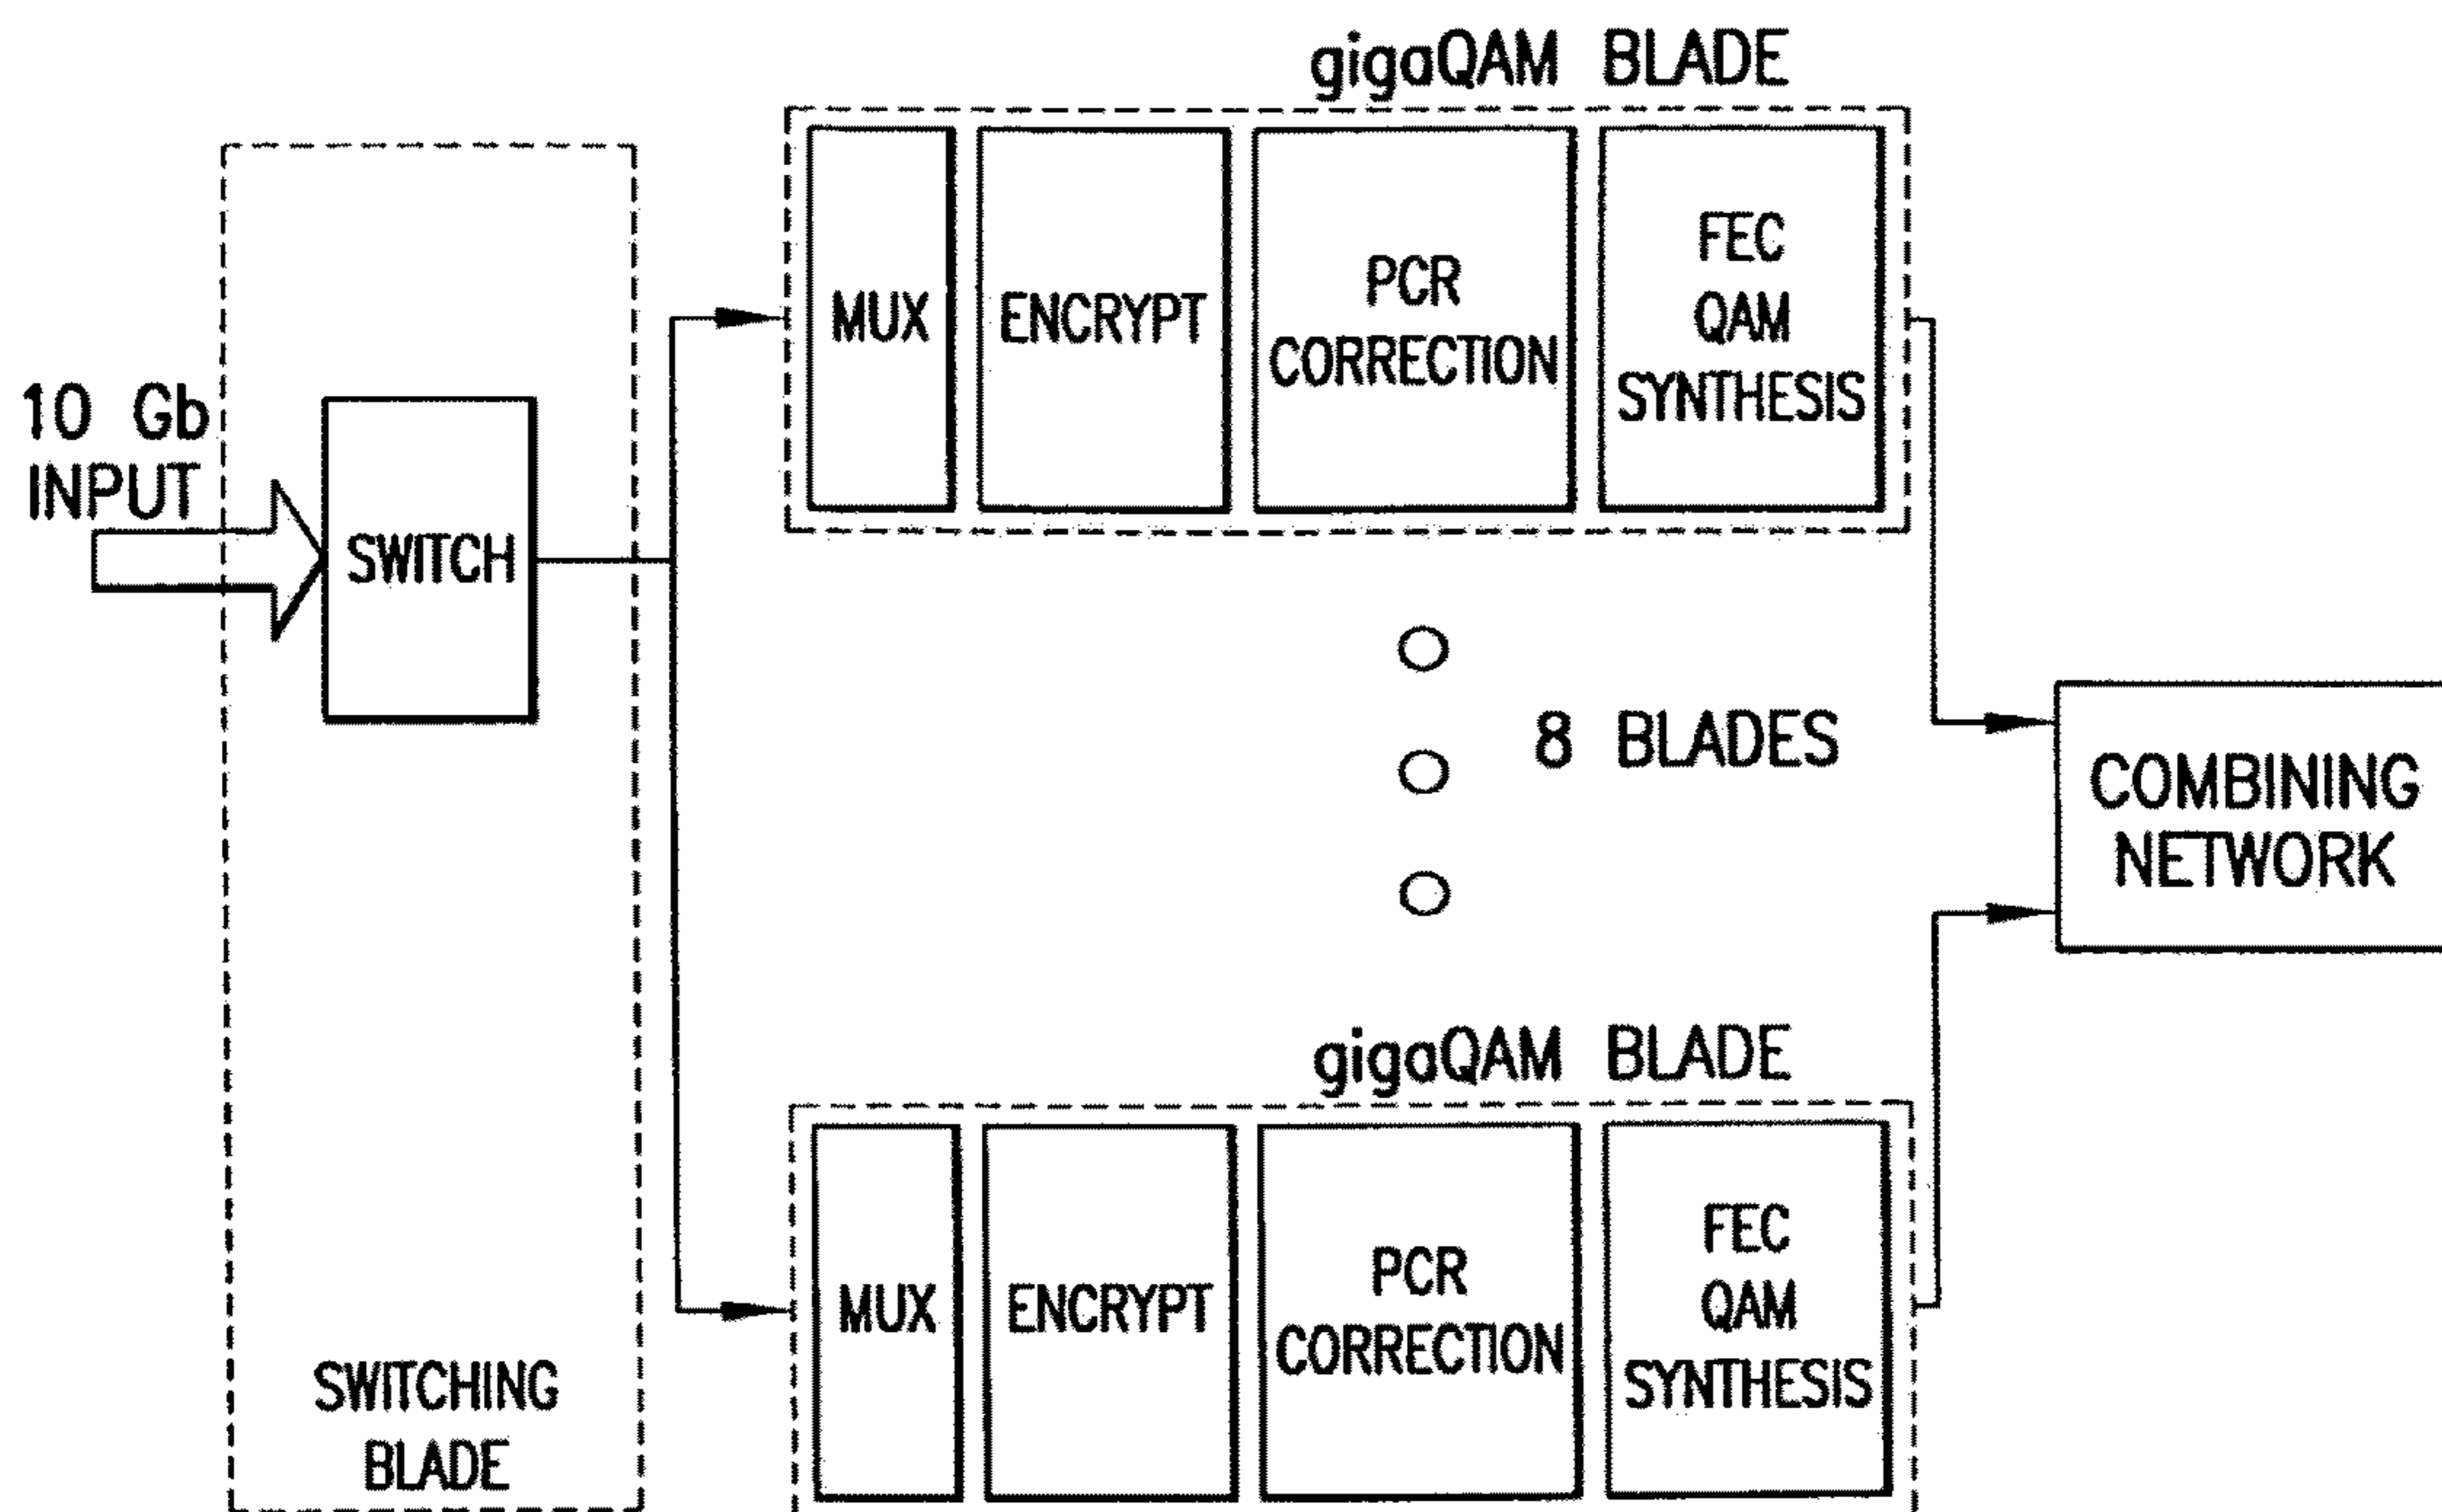 gigaQAM BLADE
10 Gb
INPUT
SWITCH
MUX
ENCRYPT
PCR
CORRECTION
FEC
QAM
SYNTHESIS
8 BLADES
COMBINING
NETWORK
gigaQAM BLADE
MUX
ENCRYPT
PCR
CORRECTION
FEC
QAM
SYNTHESIS
SWITCHING
BLADE